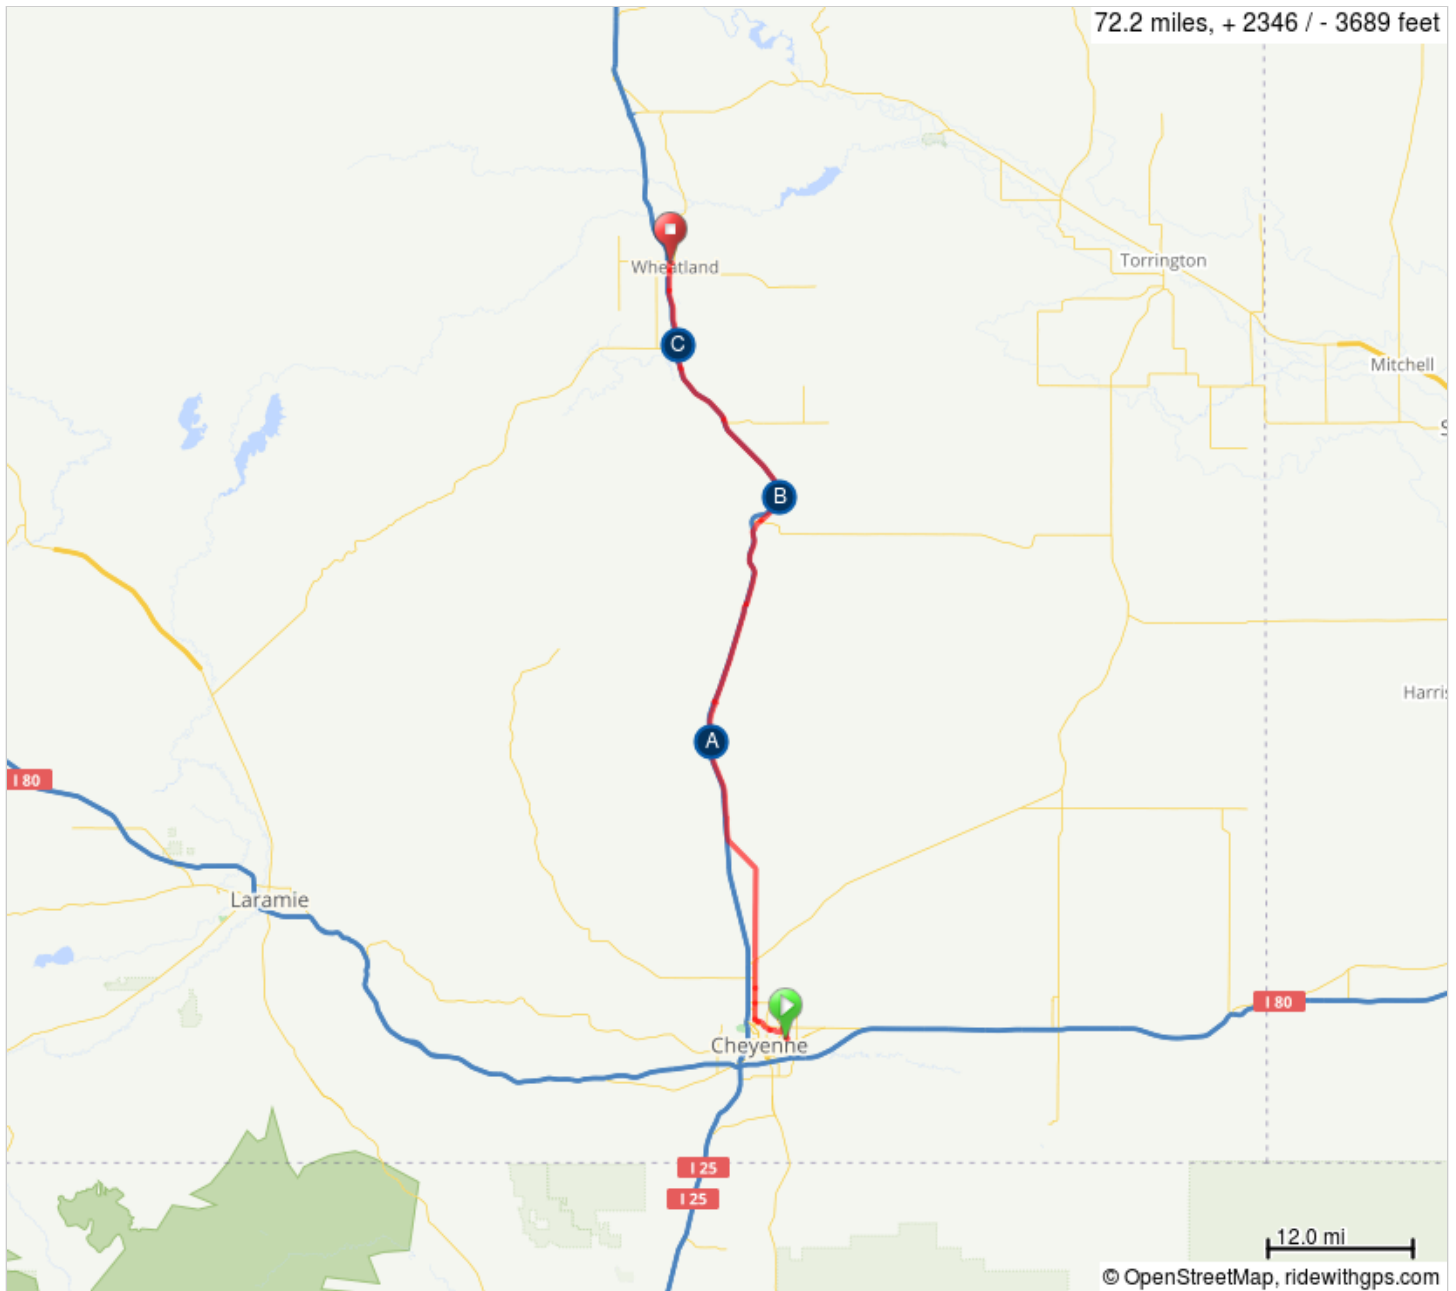 72.2 miles, + 2346 / - 3689 feet
Wheatland
Torrington
C
Mitchell
S
B
Harris
A
I 80
Laramie
I 80
Cheyenne
I 25
I 25
12.0 mi
© OpenStreetMap, ridewithgps.com